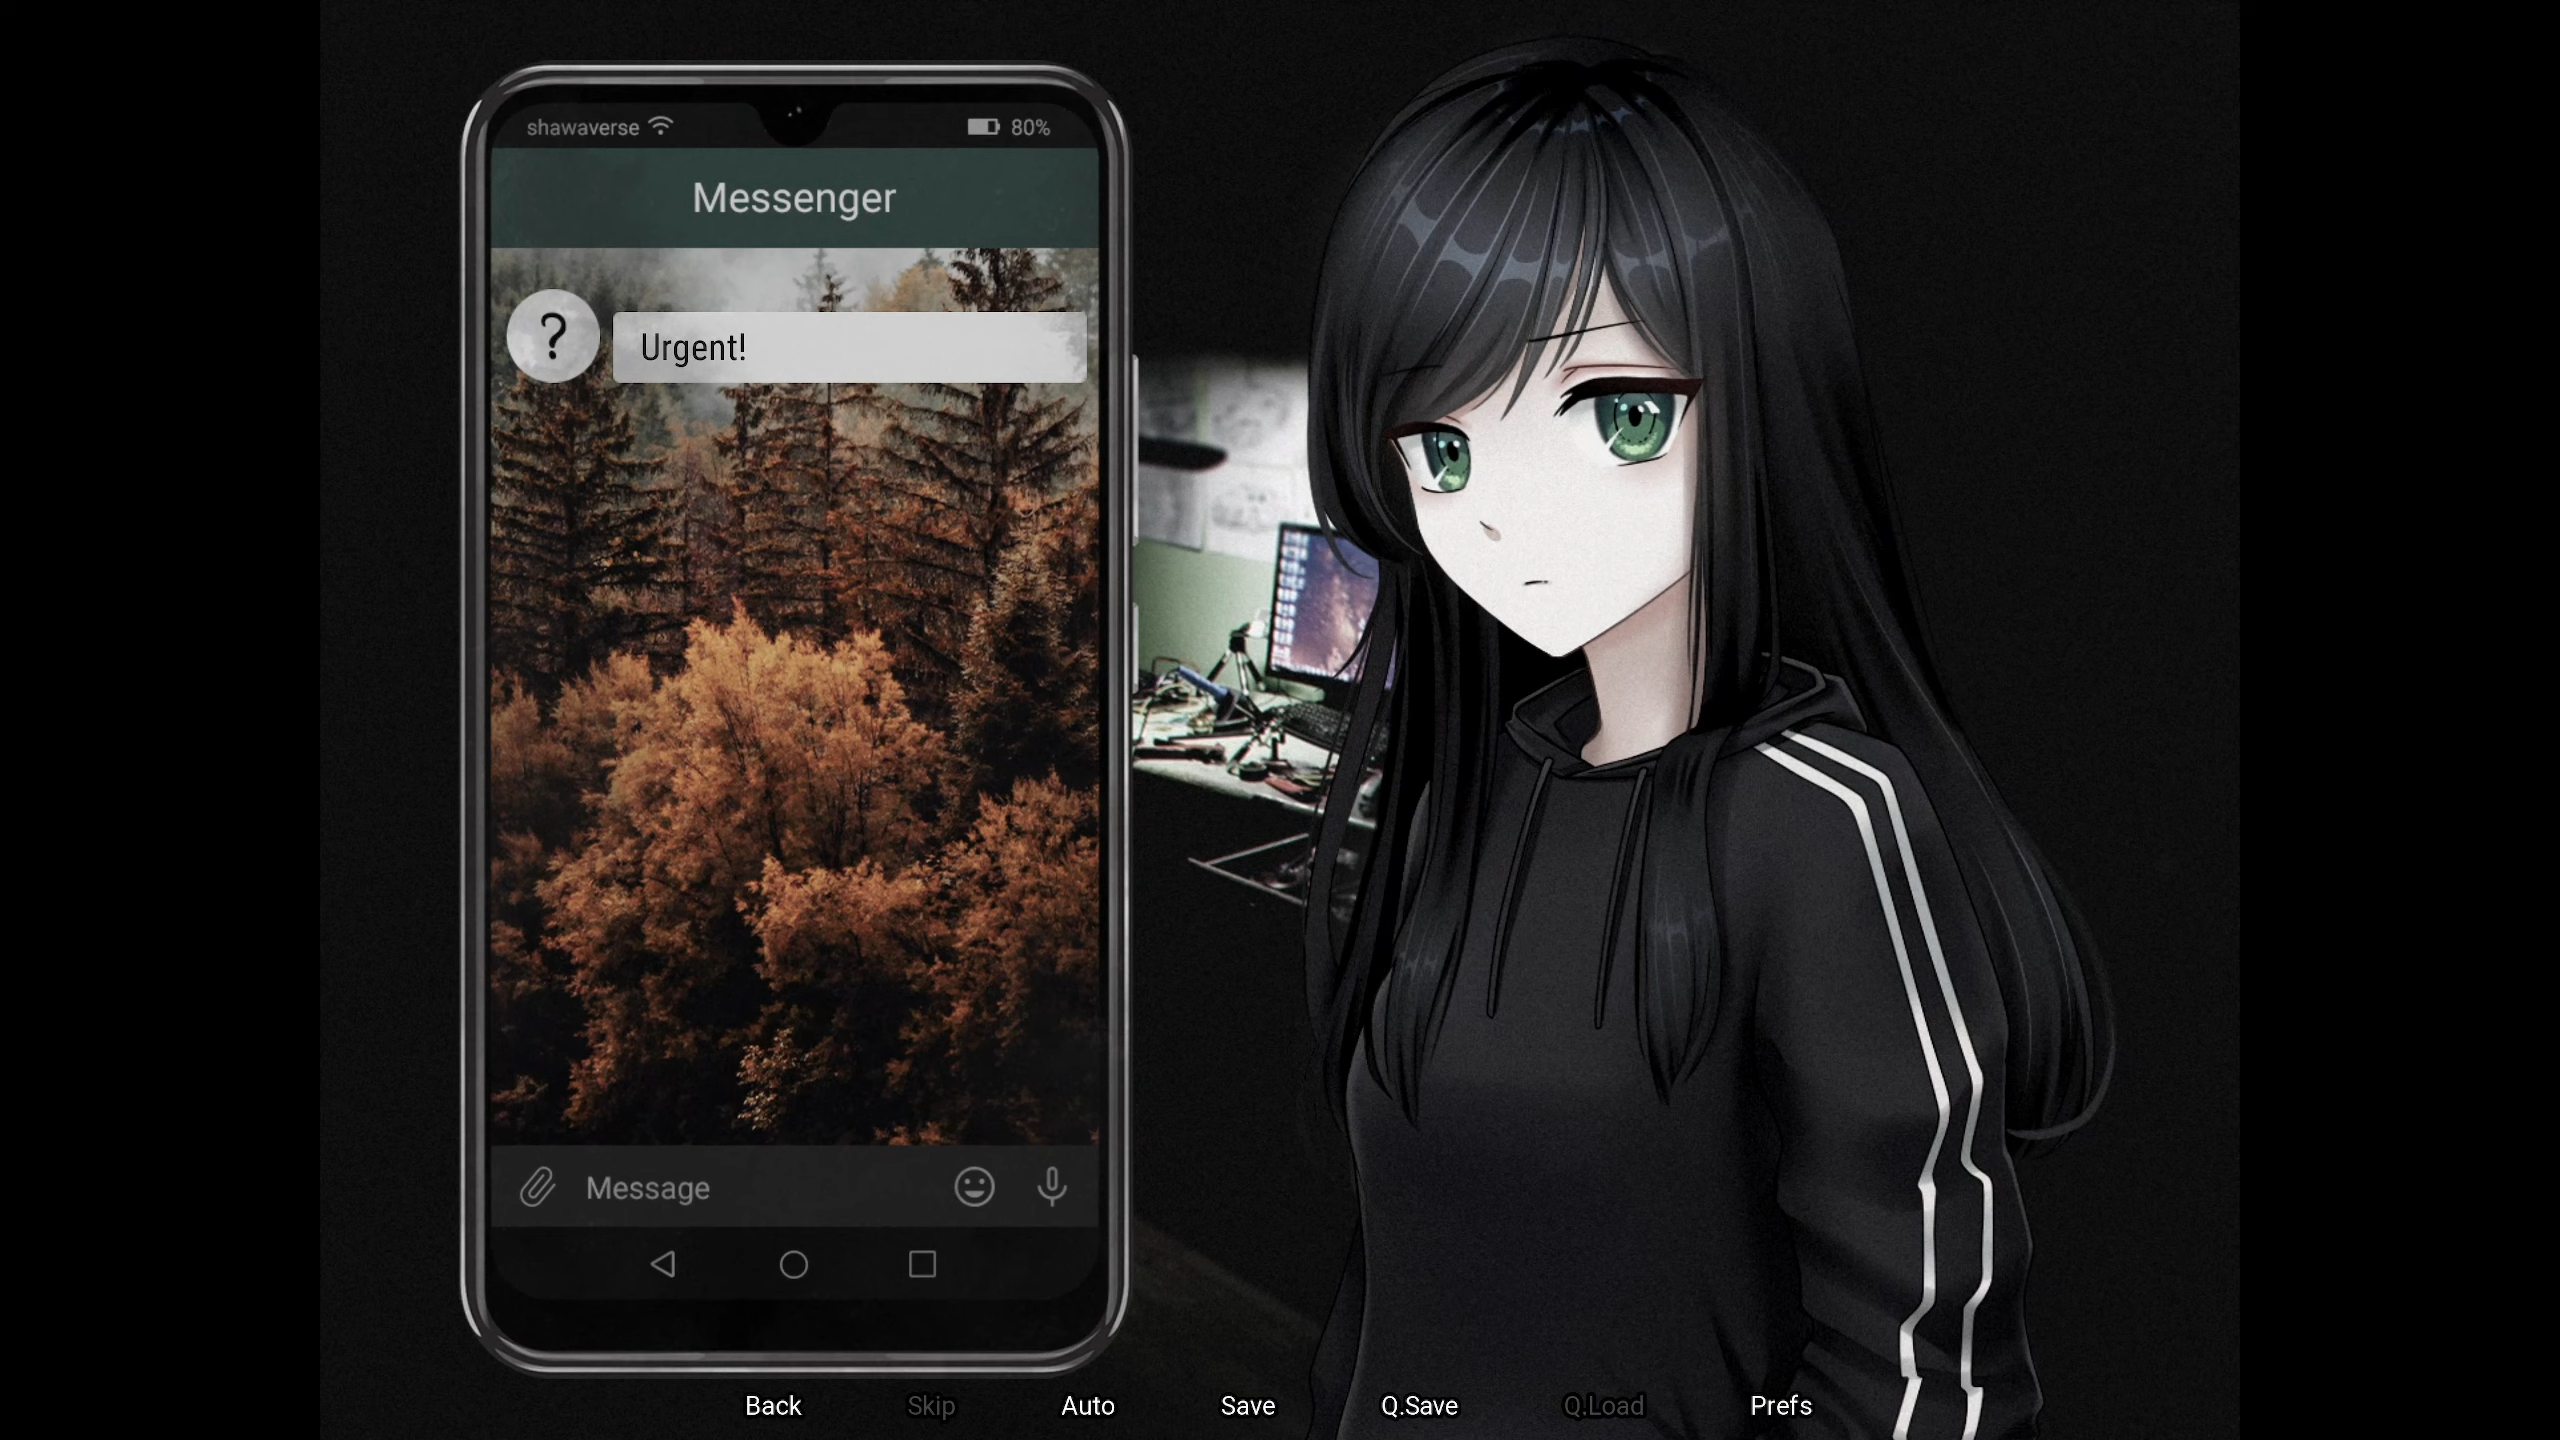 shawaverse 80%
Messenger
?
Urgent!
Message
Back Skip Auto Save Q.Save Q.Load Prefs